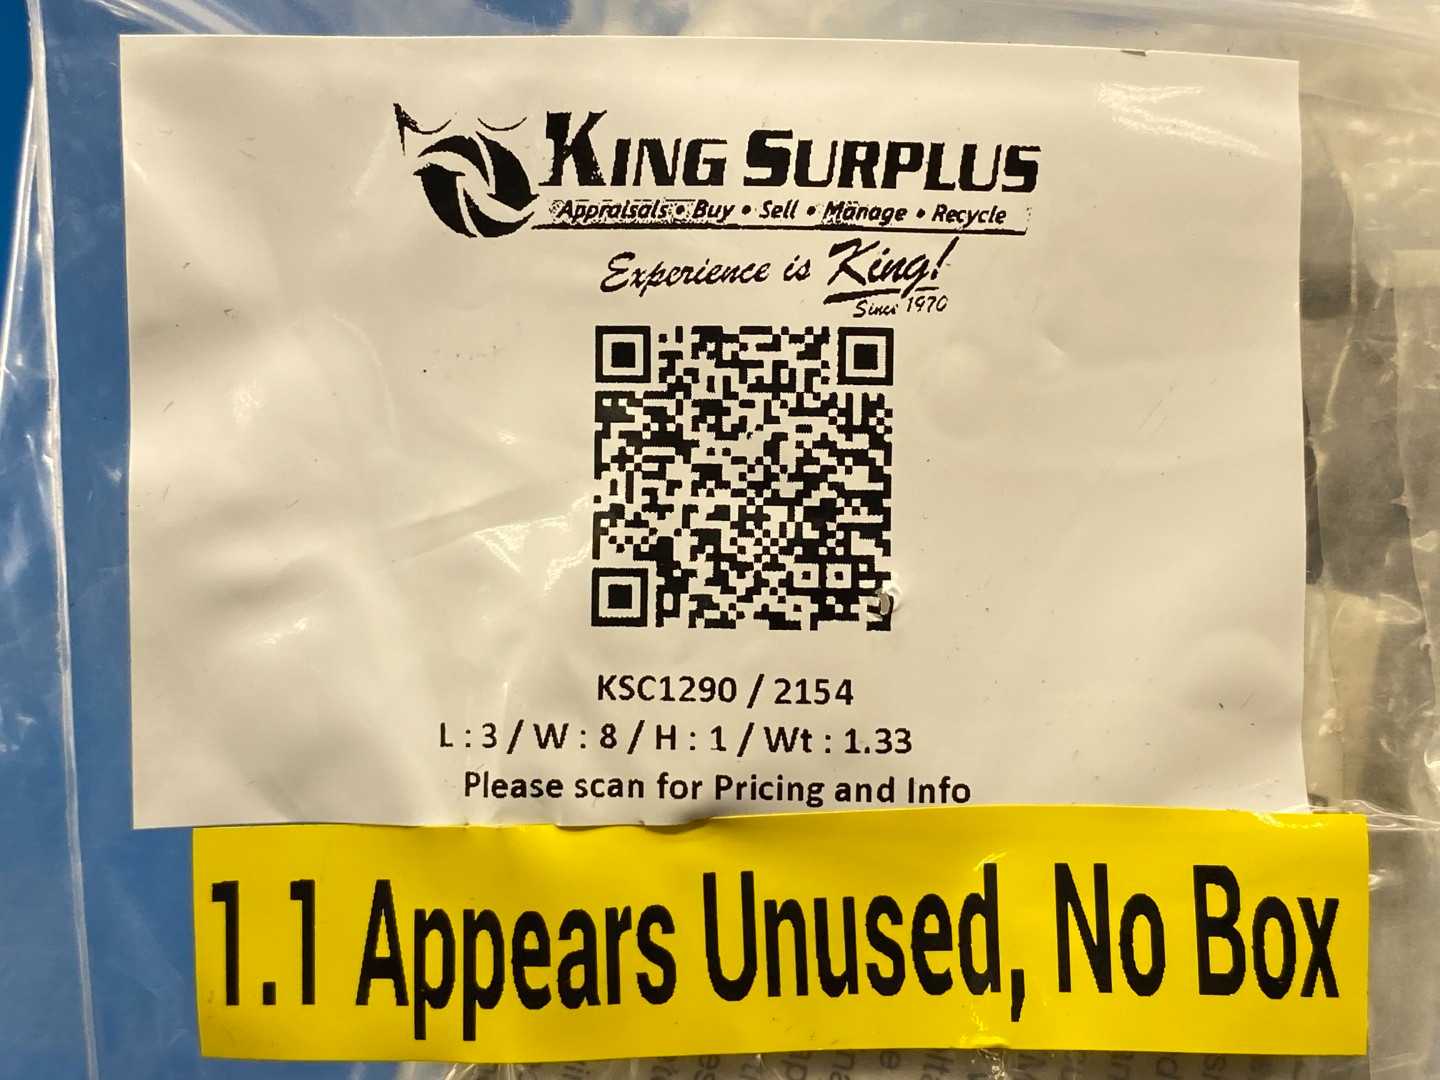 KING SURPLUS
Appraisals • Buy • Sell • Manage • Recycle
Experience is King!
Since 1970
KSC1290 / 2154
L : 3 / W : 8 / H : 1 / Wt : 1.33
Please scan for Pricing and Info
1.1 Appears Unused, No Box